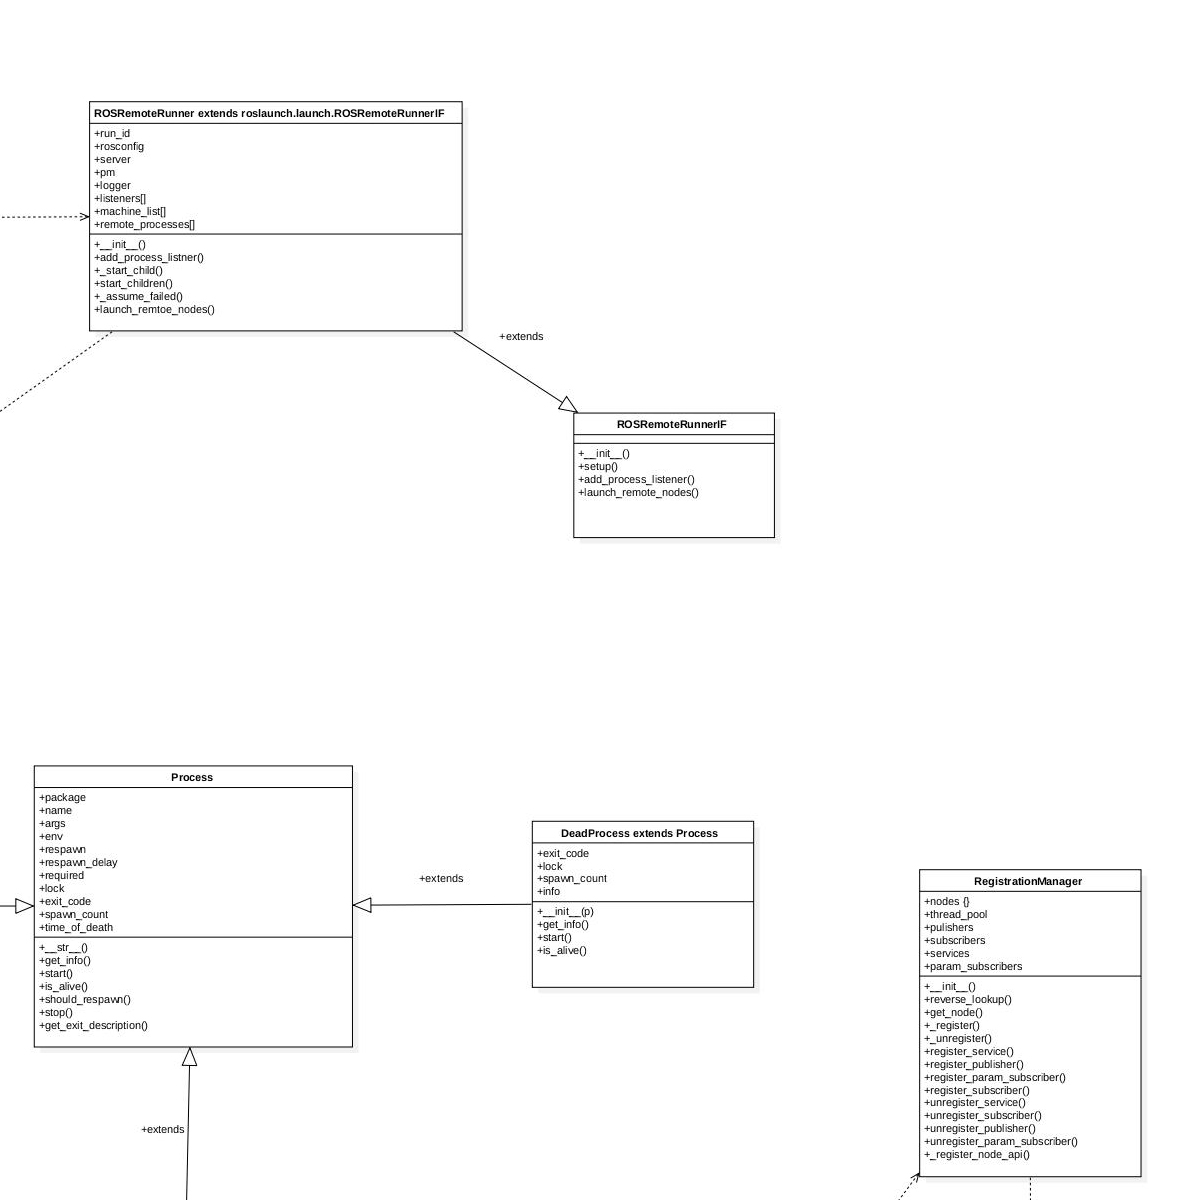 ROSRemoteRunner extends roslaunch.launch.ROSRemoteRunnerIF
+run_id
+rosconfig
+server
+pm
+logger
+listeners[]
+machine_list[]
+remote_processes[]
+__init__()
+add_process_listner()
+_start_child()
+start_children()
+_assume_failed()
+launch_remtoe_nodes()
+extends
ROSRemoteRunnerIF
+__init__()
+setup()
+add_process_listener()
+launch_remote_nodes()
Process
+package
+name
+args
+env
+respawn
+respawn_delay
+required
+lock
+exit_code
+spawn_count
+time_of_death
+__str__()
+get_info()
+start()
+is_alive()
+should_respawn()
+stop()
+get_exit_description()
+extends
DeadProcess extends Process
+exit_code
+lock
+spawn_count
+info
+__init__(p)
+get_info()
+start()
+is_alive()
RegistrationManager
+nodes {}
+thread_pool
+pulishers
+subscribers
+services
+param_subscribers
+__init__()
+reverse_lookup()
+get_node()
+_register()
+_unregister()
+register_service()
+register_publisher()
+register_param_subscriber()
+register_subscriber()
+unregister_service()
+unregister_subscriber()
+unregister_publisher()
+unregister_param_subscriber()
+_register_node_api()
+extends